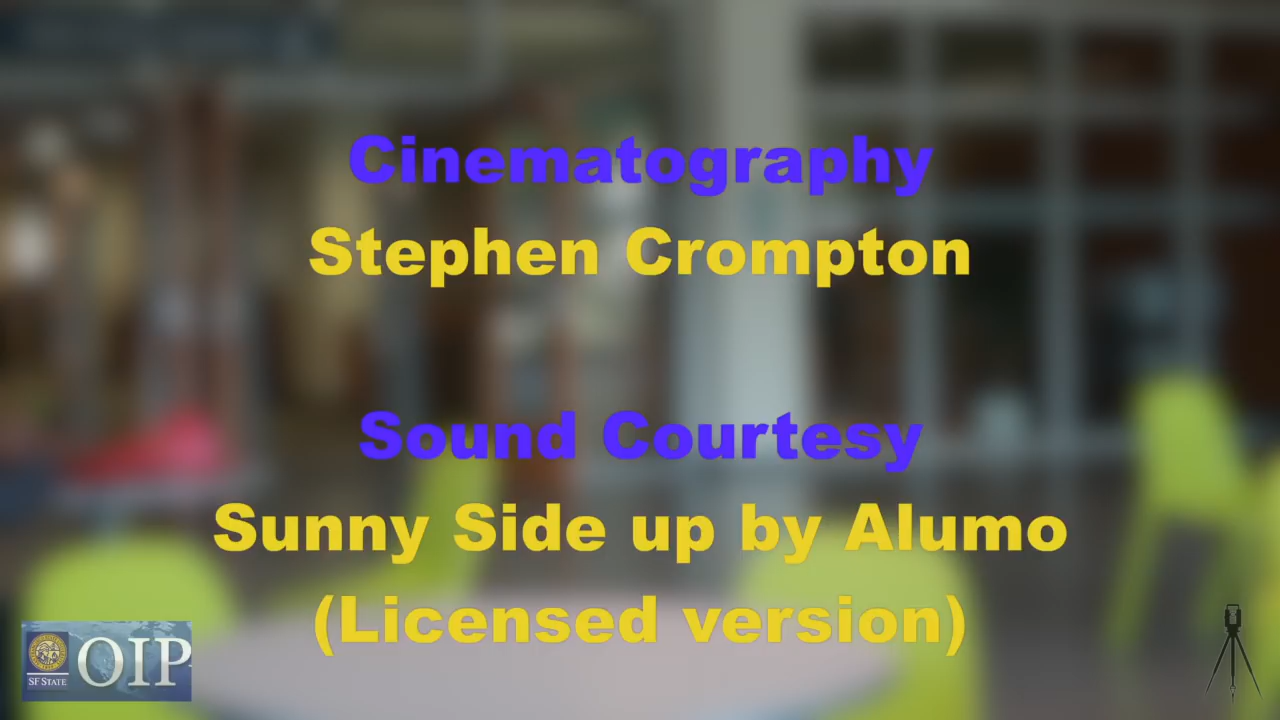 Cinematography
Stephen Crompton
Sound Courtesy
Sunny Side up by Alumo
(Licensed version)
SF STATE
OIP